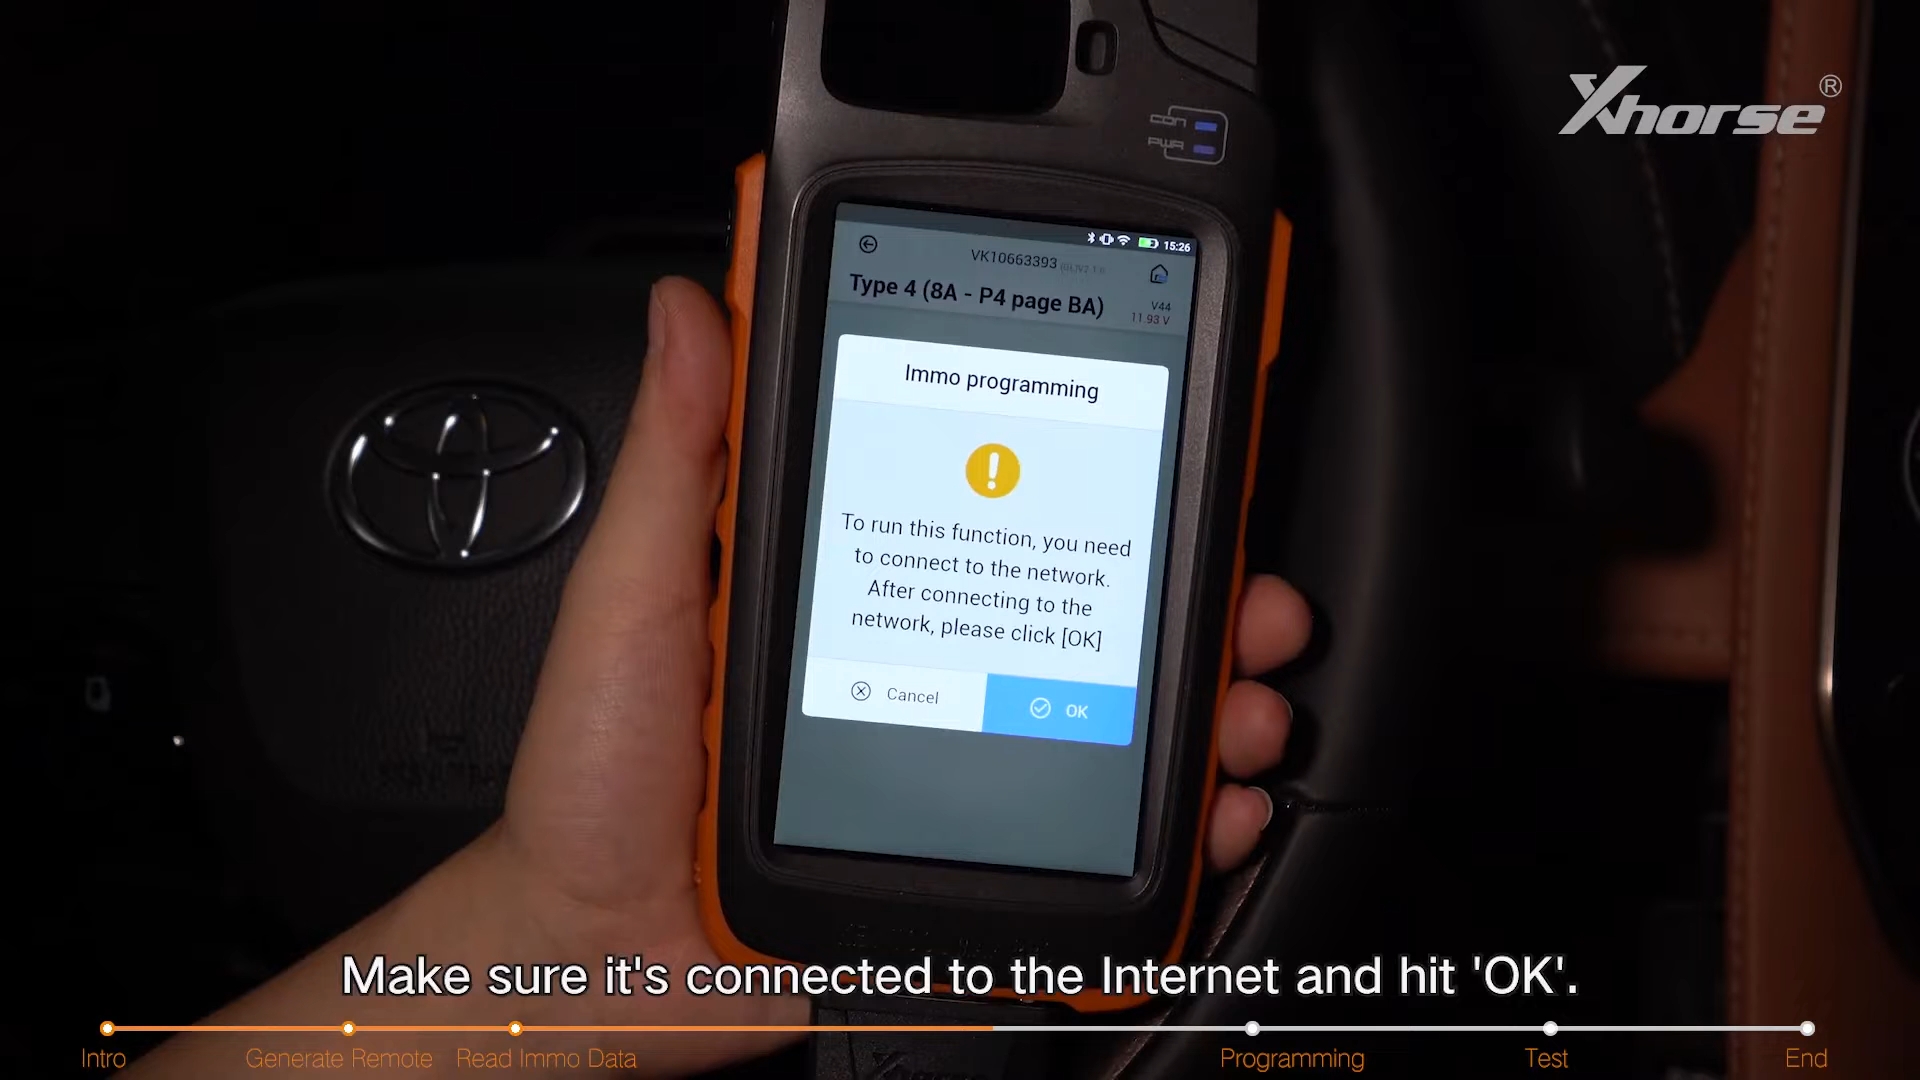 Xhorse®
CON
PWR
15:26
VK10663393
Type 4 (8A - P4 page BA)
V44
11.93 V
Immo programming
To run this function, you need
to connect to the network.
After connecting to the
network, please click [OK]
Cancel
OK
Make sure it's connected to the Internet and hit 'OK'.
Xhorse
Intro
Generate Remote
Read Immo Data
Programming
Test
End